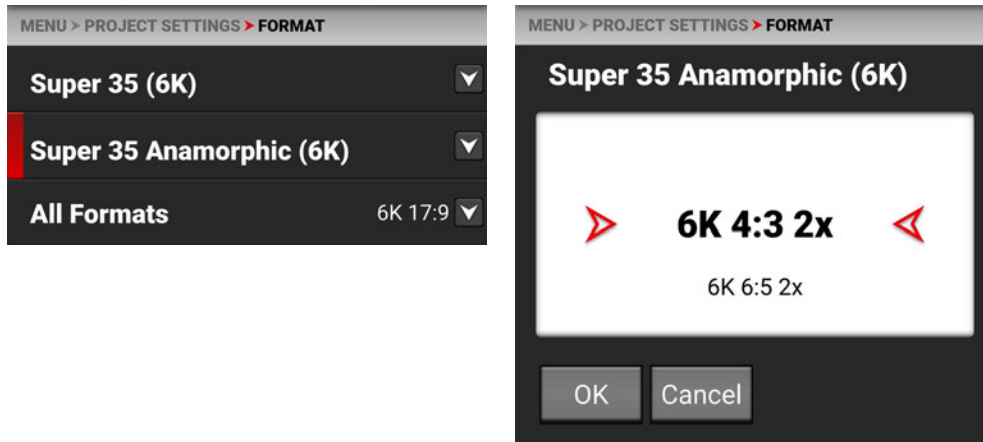 MENU > PROJECT SETTINGS > FORMAT
Super 35 (6K)
Super 35 Anamorphic (6K)
All Formats 6K 17:9
MENU > PROJECT SETTINGS > FORMAT
Super 35 Anamorphic (6K)
6K 4:3 2x
6K 6:5 2x
OK Cancel